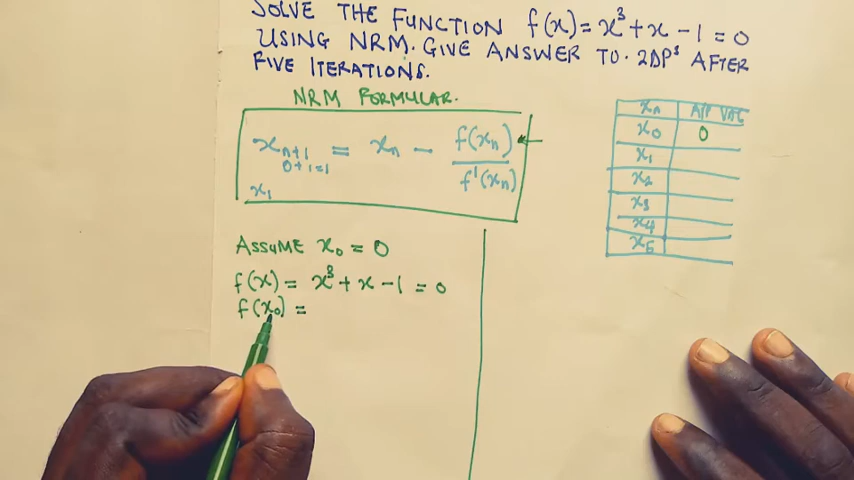 SOLVE THE FUNCTION f(x) = x³ + x - 1 = 0
USING NRM. GIVE ANSWER TO 2DPˢ AFTER
FIVE ITERATIONS.
NRM FORMULAR.
xₙ₊₁ = xₙ - f(xₙ) / f'(xₙ)
0+1=1
x₁
xₙ
x₀ 0
x₁
x₂
x₃
x₄
x₅
ASSUME x₀ = 0
f(x) = x³ + x - 1 = 0
f(x₀) =